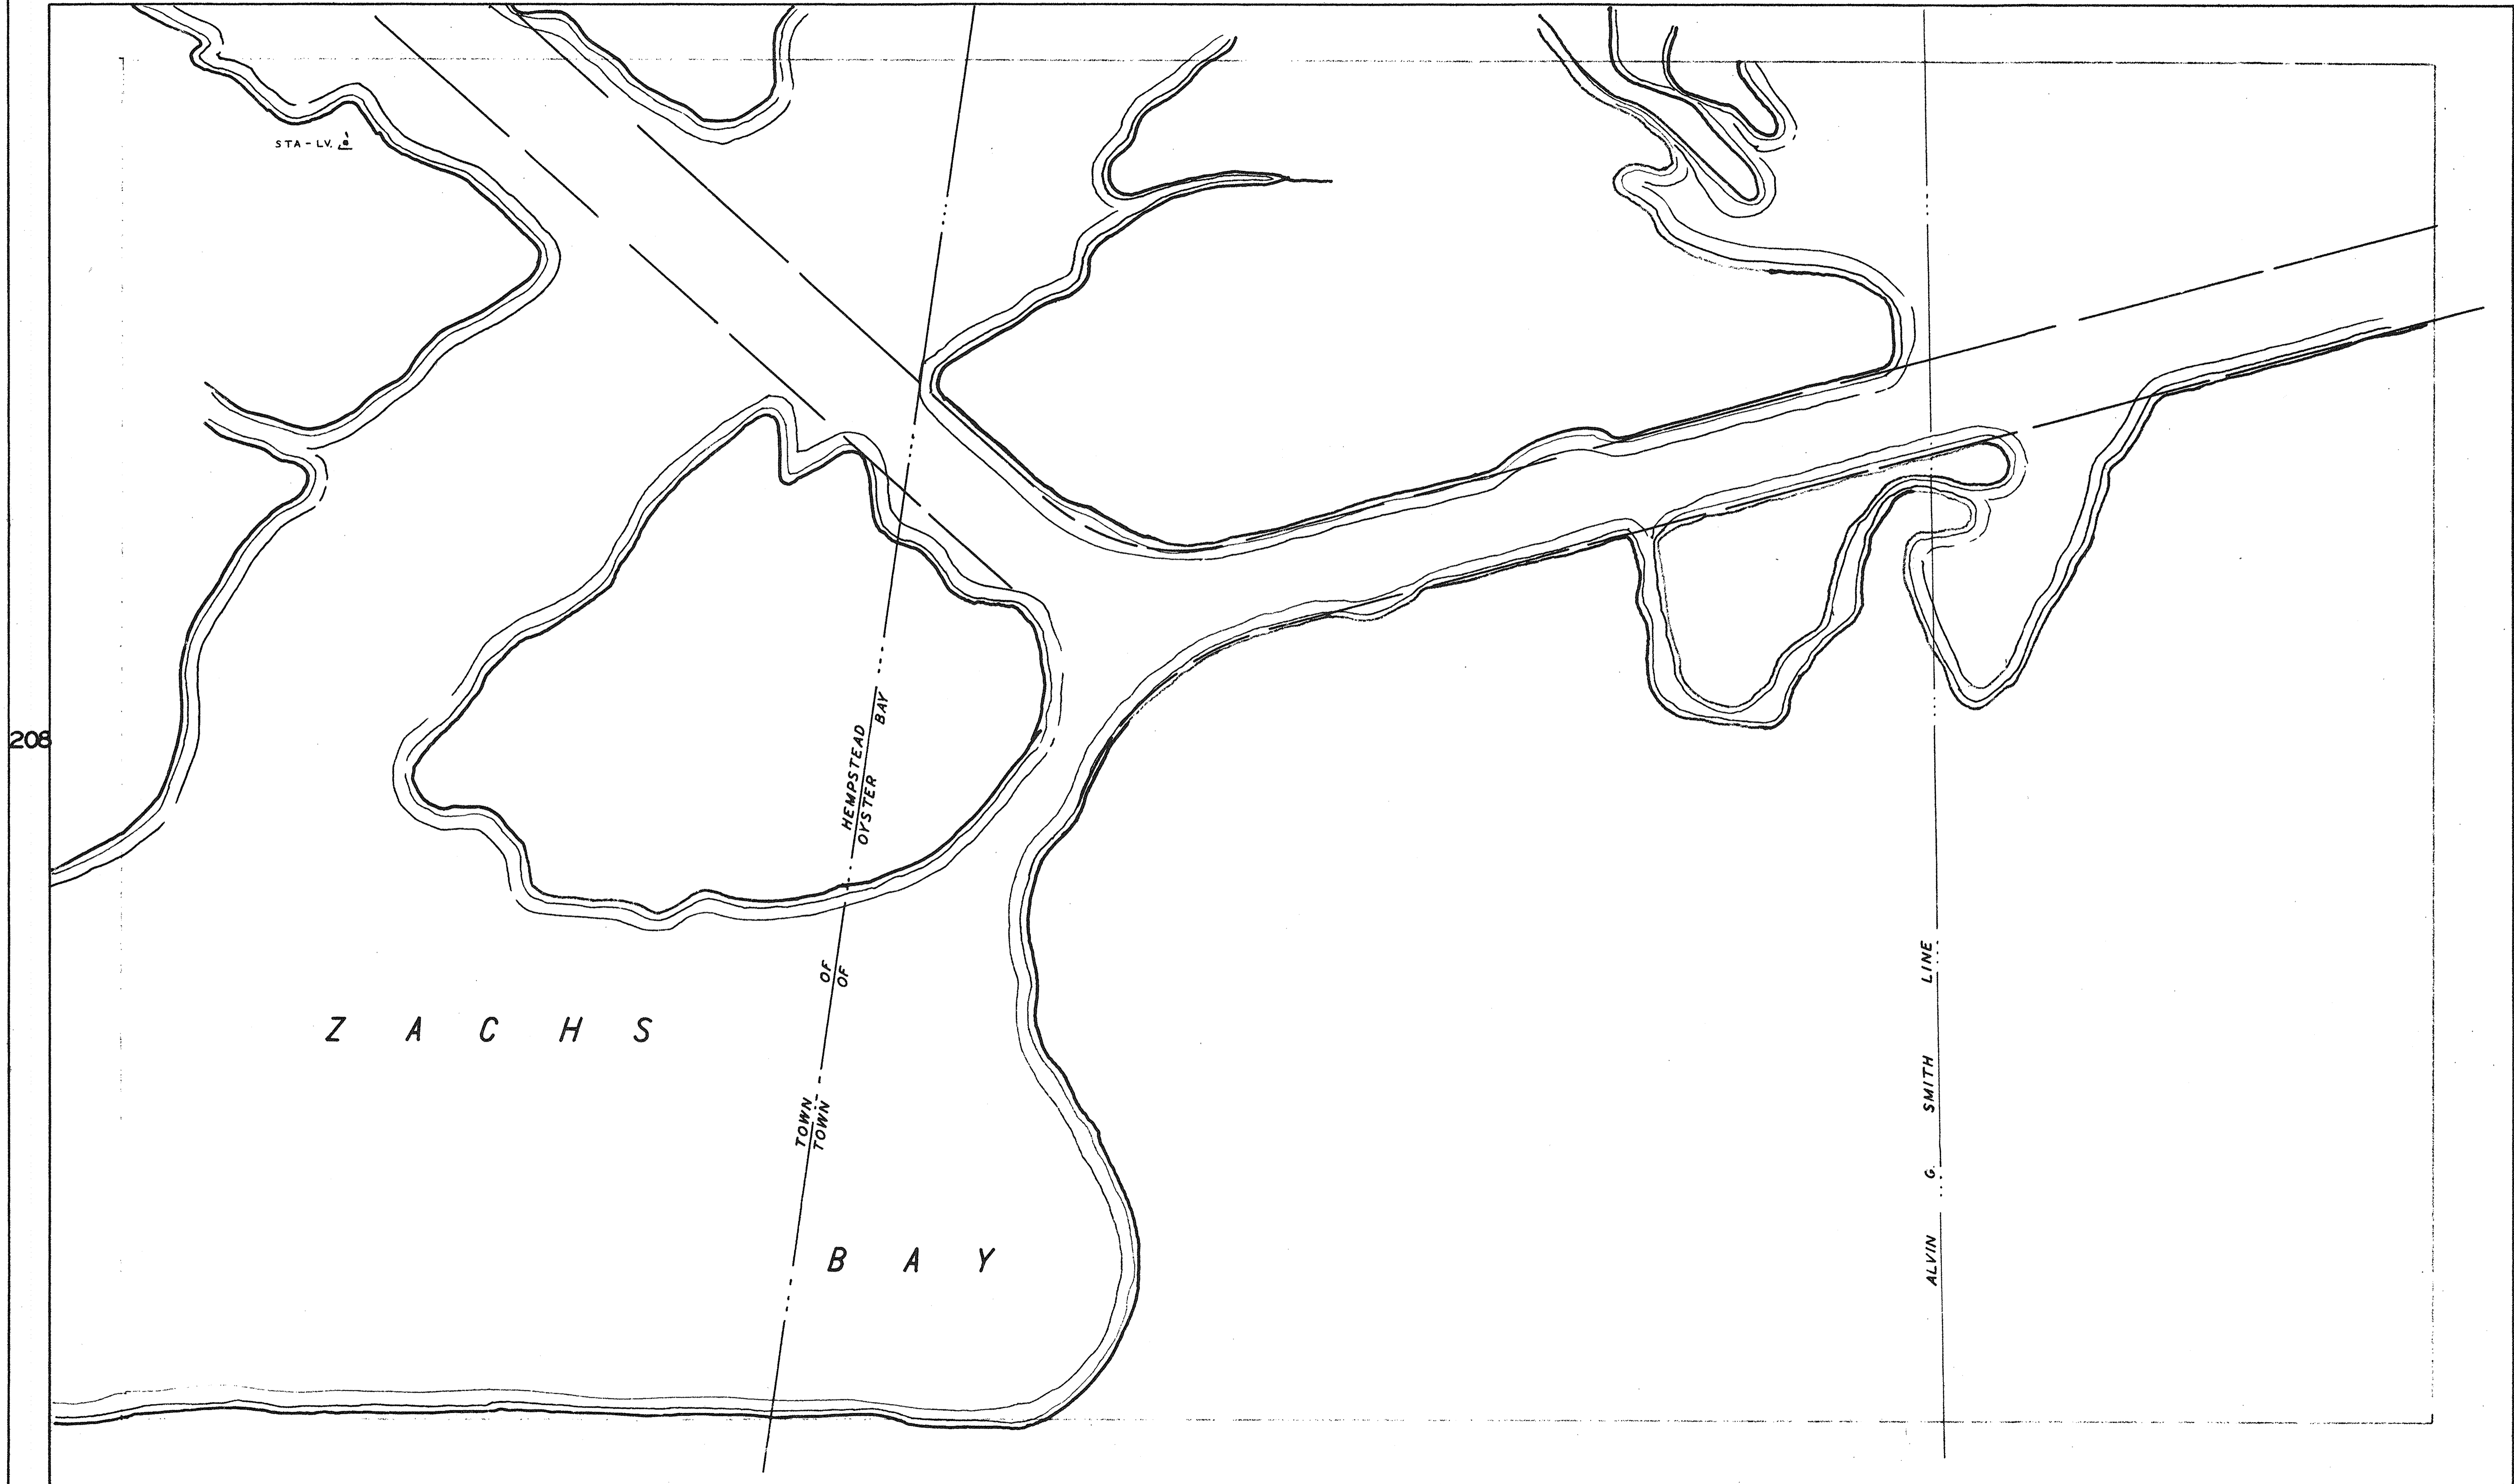 STA-LV.
208
TOWN OF HEMPSTEAD
TOWN OF OYSTER BAY
ZACHS
BAY
ALVIN G. SMITH LINE